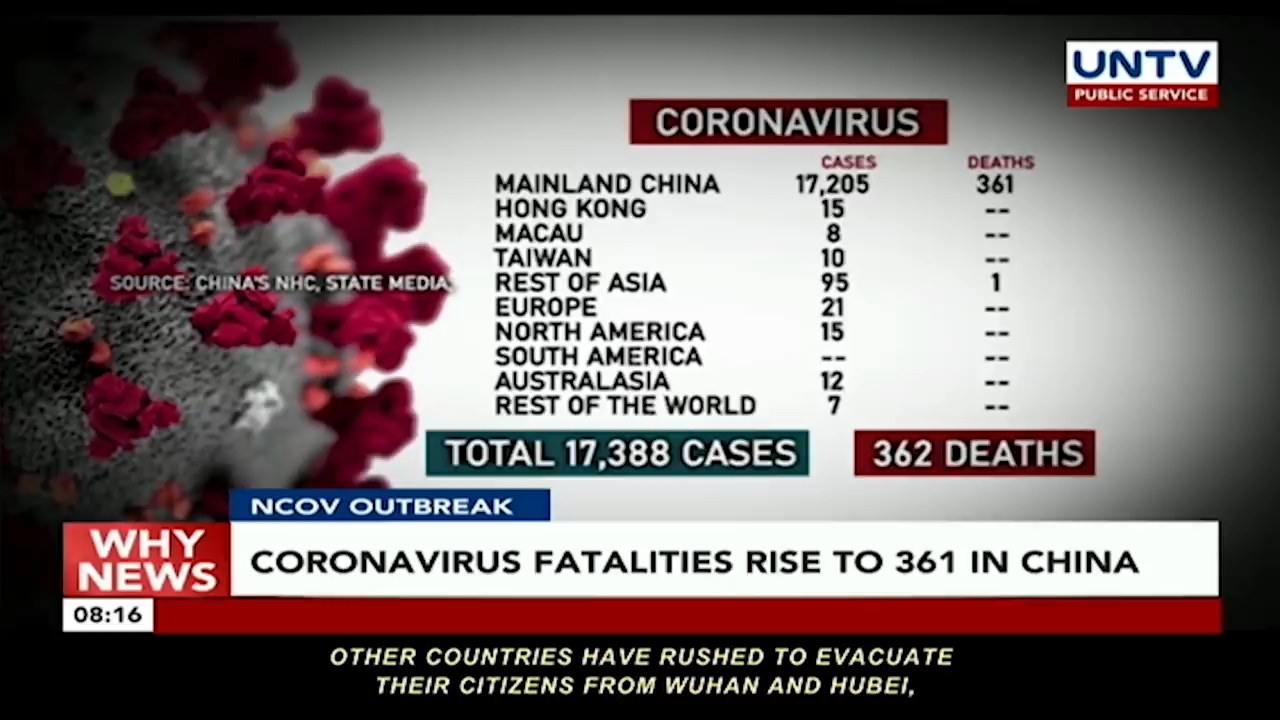 UNTV
PUBLIC SERVICE
CORONAVIRUS
CASES DEATHS
MAINLAND CHINA 17,205 361
HONG KONG 15 --
MACAU 8 --
TAIWAN 10 --
SOURCE: CHINA'S NHC, STATE MEDIA
REST OF ASIA 95 1
EUROPE 21 --
NORTH AMERICA 15 --
SOUTH AMERICA -- --
AUSTRALASIA 12 --
REST OF THE WORLD 7 --
TOTAL 17,388 CASES 362 DEATHS
NCOV OUTBREAK
WHY
NEWS
CORONAVIRUS FATALITIES RISE TO 361 IN CHINA
08:16
OTHER COUNTRIES HAVE RUSHED TO EVACUATE
THEIR CITIZENS FROM WUHAN AND HUBEI,